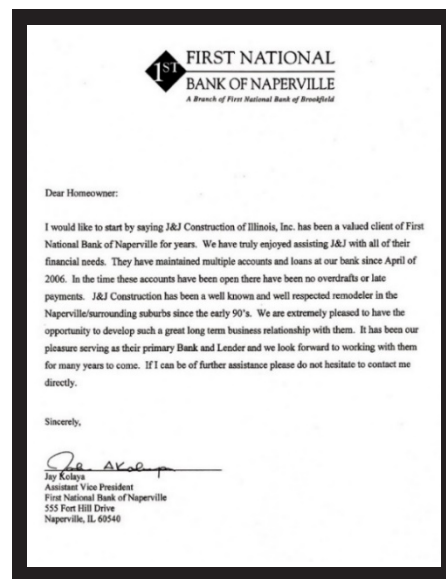 1ST
FIRST NATIONAL
BANK OF NAPERVILLE
A Branch of First National Bank of Brookfield
Dear Homeowner:
I would like to start by saying J&J Construction of Illinois, Inc. has been a valued client of First
National Bank of Naperville for years. We have truly enjoyed assisting J&J with all of their
financial needs. They have maintained multiple accounts and loans at our bank since April of
2006. In the time these accounts have been open there have been no overdrafts or late
payments. J&J Construction has been a well known and well respected remodeler in the
Naperville/surrounding suburbs since the early 90's. We are extremely pleased to have the
opportunity to develop such a great long term business relationship with them. It has been our
pleasure serving as their primary Bank and Lender and we look forward to working with them
for many years to come. If I can be of further assistance please do not hesitate to contact me
directly.
Sincerely,
Jay Kolaya
Assistant Vice President
First National Bank of Naperville
555 Fort Hill Drive
Naperville, IL 60540